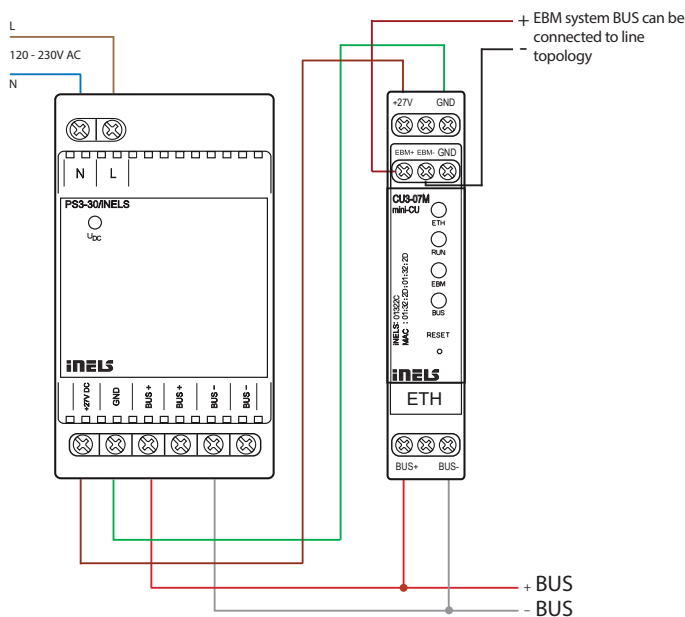 L
120 - 230V AC
N
+ EBM system BUS can be
connected to line
- topology
+27V GND
EBM+ EBM- GND
N L
PS3-30/INELS
UDC
CU3-07M
mini-CU
ETH
RUN
EBM
BUS
iNELS: 01322C
MAC : 01:32:2D:01:32:2D
RESET
iNELS
iNELS
+27V DC
GND
BUS +
BUS +
BUS -
BUS -
ETH
BUS+ BUS-
+ BUS
- BUS